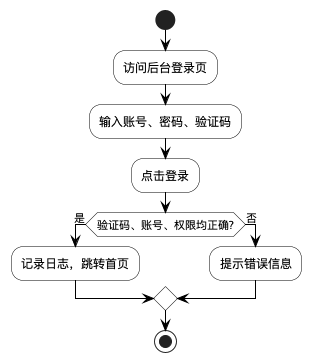 访问后台登录页
输入账号、密码、验证码
点击登录
是
验证码、账号、权限均正确?
否
记录日志，跳转首页
提示错误信息